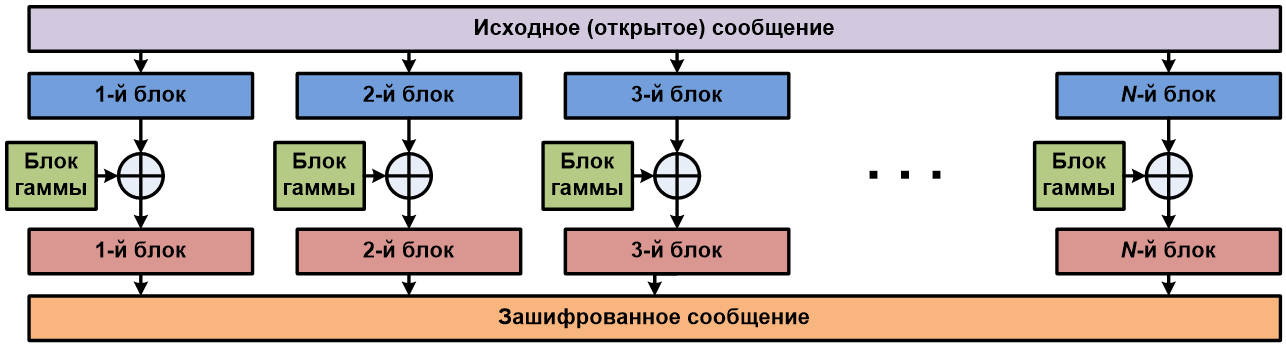 Исходное (открытое) сообщение
1-й блок
2-й блок
3-й блок
N-й блок
Блок
гаммы
Блок
гаммы
Блок
гаммы
. . .
Блок
гаммы
1-й блок
2-й блок
3-й блок
N-й блок
Зашифрованное сообщение